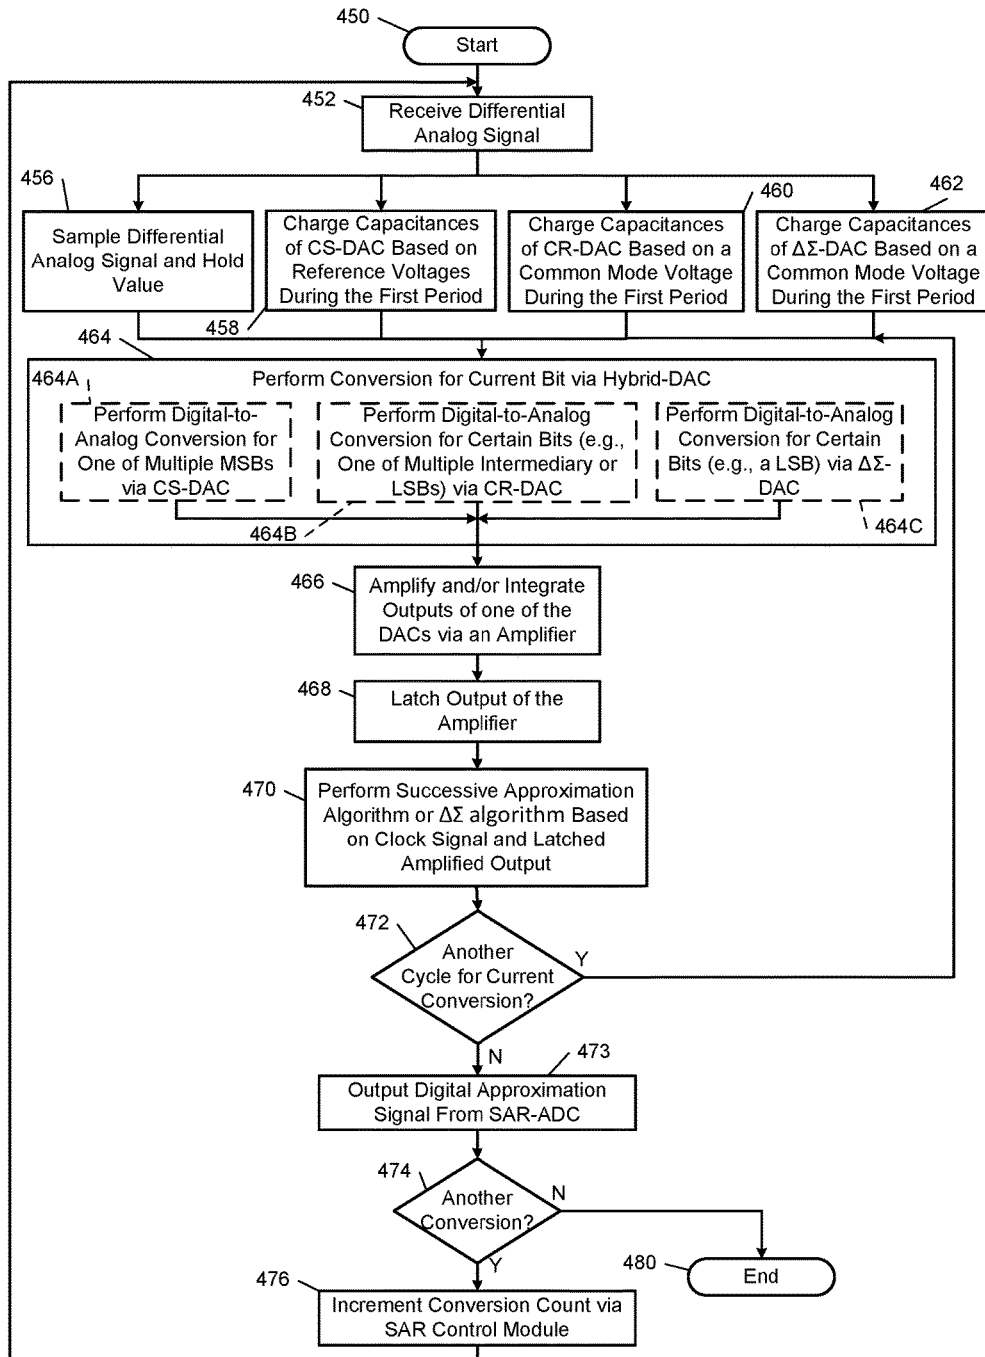 450
Start
452
Receive Differential
Analog Signal
456
Sample Differential
Analog Signal and Hold
Value
Charge Capacitances
of CS-DAC Based on
Reference Voltages
During the First Period
458
460
Charge Capacitances
of CR-DAC Based on a
Common Mode Voltage
During the First Period
462
Charge Capacitances
of ΔΣ-DAC Based on a
Common Mode Voltage
During the First Period
464
Perform Conversion for Current Bit via Hybrid-DAC
464A
Perform Digital-to-
Analog Conversion for
One of Multiple MSBs
via CS-DAC
Perform Digital-to-Analog
Conversion for Certain Bits (e.g.,
One of Multiple Intermediary or
LSBs) via CR-DAC
464B
Perform Digital-to-Analog
Conversion for Certain
Bits (e.g., a LSB) via ΔΣ-
DAC
464C
466
Amplify and/or Integrate
Outputs of one of the
DACs via an Amplifier
468
Latch Output of the
Amplifier
470
Perform Successive Approximation
Algorithm or ΔΣ algorithm Based
on Clock Signal and Latched
Amplified Output
472
Another
Cycle for Current
Conversion?
Y
N
473
Output Digital Approximation
Signal From SAR-ADC
474
Another
Conversion?
N
Y
480
End
476
Increment Conversion Count via
SAR Control Module